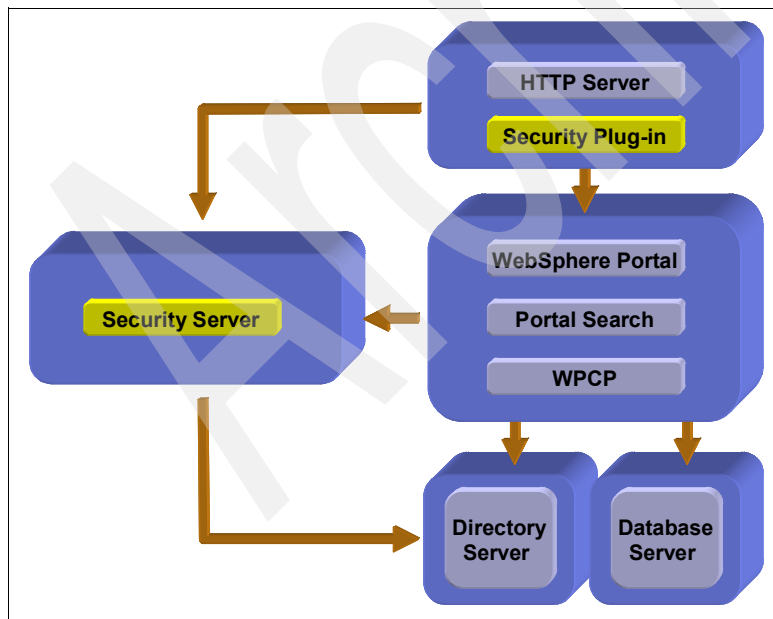 HTTP Server
Security Plug-in
WebSphere Portal
Security Server
Portal Search
WPCP
Directory
Server
Database
Server